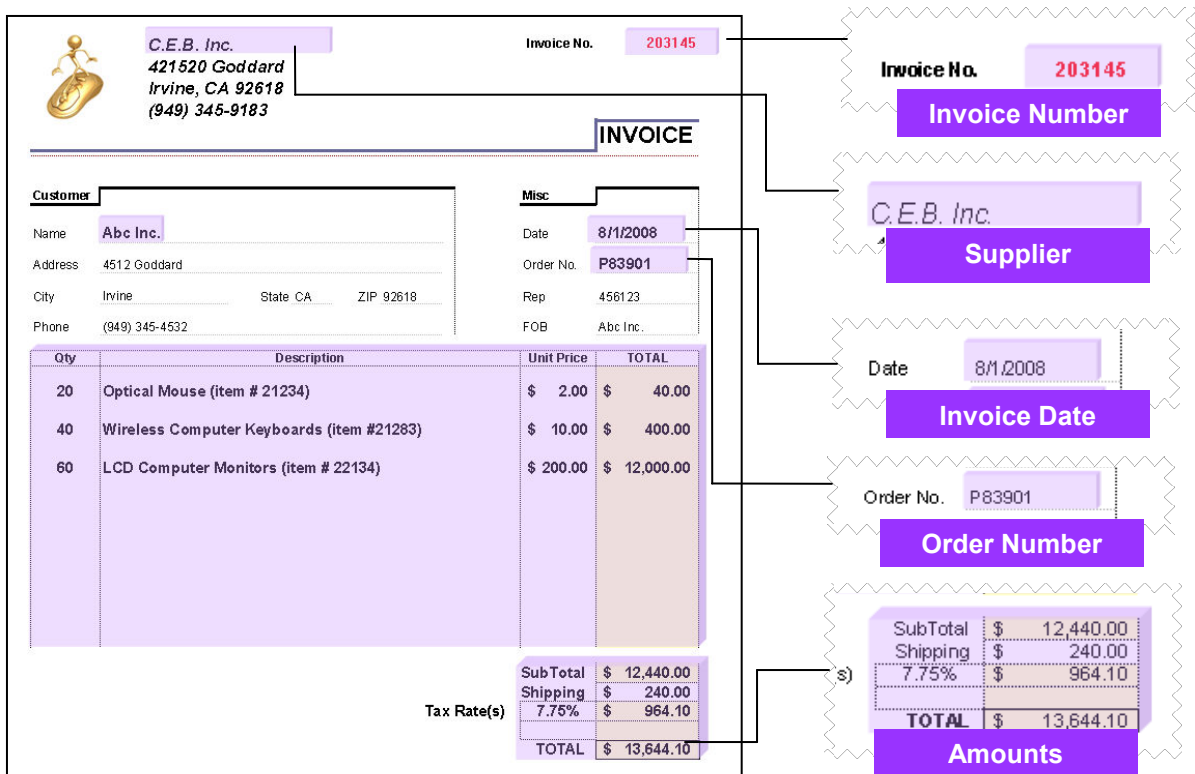 C.E.B. Inc.
421520 Goddard
Irvine, CA 92618
(949) 345-9183
Invoice No. 203145
INVOICE
Customer
Name Abc Inc.
Address 4512 Goddard
City Irvine State CA ZIP 92618
Phone (949) 345-4532
Misc
Date 8/1/2008
Order No. P83901
Rep 456123
FOB Abc Inc.
Qty Description Unit Price TOTAL
20 Optical Mouse (item # 21234) $ 2.00 $ 40.00
40 Wireless Computer Keyboards (item #21283) $ 10.00 $ 400.00
60 LCD Computer Monitors (item # 22134) $ 200.00 $ 12,000.00
SubTotal $ 12,440.00
Shipping $ 240.00
Tax Rate(s) 7.75% $ 964.10
TOTAL $ 13,644.10
Invoice No. 203145
Invoice Number
C.E.B. Inc.
Supplier
Date 8/1/2008
Invoice Date
Order No. P83901
Order Number
SubTotal $ 12,440.00
Shipping $ 240.00
s) 7.75% $ 964.10
TOTAL $ 13,644.10
Amounts